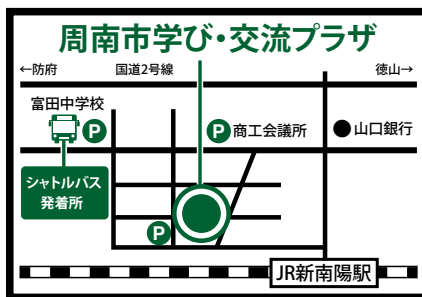 周南市学び・交流プラザ
←防府
国道2号線
徳山→
富田中学校
P
P
商工会議所
山口銀行
シャトルバス
発着所
P
JR新南陽駅